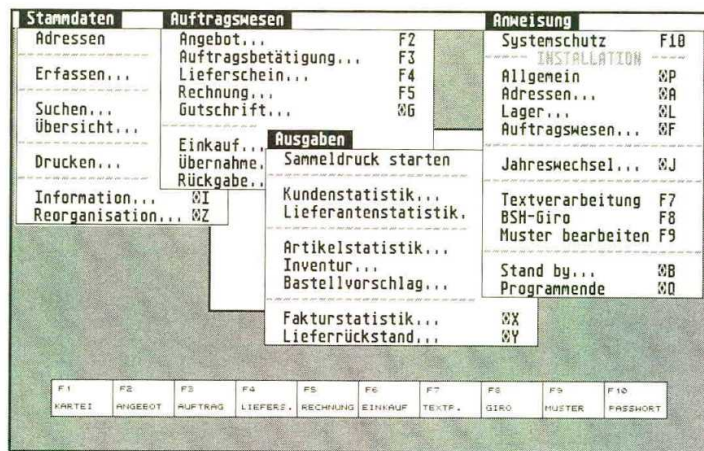 Stammdaten
Adressen
Erfassen...
Suchen...
Übersicht...
Drucken...
Information... ⌧I
Reorganisation... ⌧Z
Auftragswesen
Angebot... F2
Auftragsbetätigung... F3
Lieferschein... F4
Rechnung... F5
Gutschrift... ⌧G
Einkauf...
Übernahme.
Rückgabe..
Ausgaben
Sammeldruck starten
Kundenstatistik...
Lieferantenstatistik.
Artikelstatistik...
Inventur...
Bastellvorschlag...
Fakturstatistik... ⌧X
Lieferrückstand... ⌧Y
Anweisung
Systemschutz F10
INSTALLATION
Allgemein ⌧P
Adressen... ⌧A
Lager... ⌧L
Auftragswesen... ⌧F
Jahreswechsel... ⌧J
Textverarbeitung F7
BSH-Giro F8
Muster bearbeiten F9
Stand by... ⌧B
Programmende ⌧Q
F1 F2 F3 F4 F5 F6 F7 F8 F9 F10
KARTEI ANGEBOT AUFTRAG LIEFERS. RECHNUNG EINKAUF TEXTP. GIRO MUSTER PASSWORT